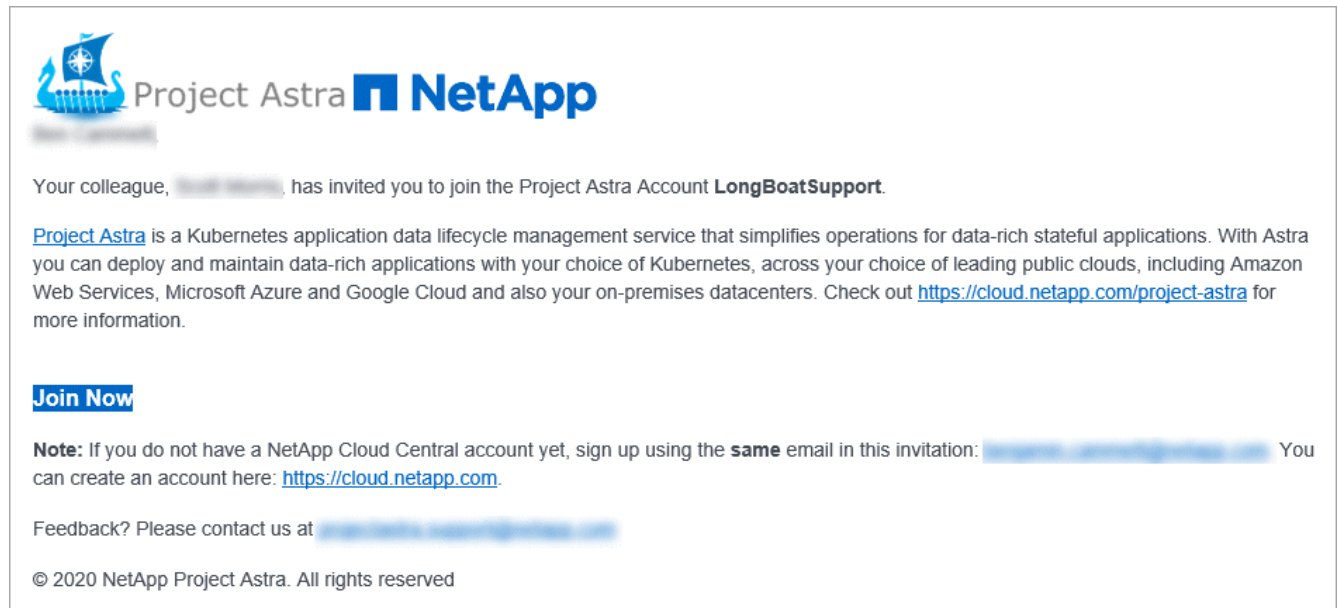 Project Astra NetApp
Your colleague, , has invited you to join the Project Astra Account LongBoatSupport.
Project Astra is a Kubernetes application data lifecycle management service that simplifies operations for data-rich stateful applications. With Astra
you can deploy and maintain data-rich applications with your choice of Kubernetes, across your choice of leading public clouds, including Amazon
Web Services, Microsoft Azure and Google Cloud and also your on-premises datacenters. Check out https://cloud.netapp.com/project-astra for
more information.
Join Now
Note: If you do not have a NetApp Cloud Central account yet, sign up using the same email in this invitation: You
can create an account here: https://cloud.netapp.com.
Feedback? Please contact us at
© 2020 NetApp Project Astra. All rights reserved